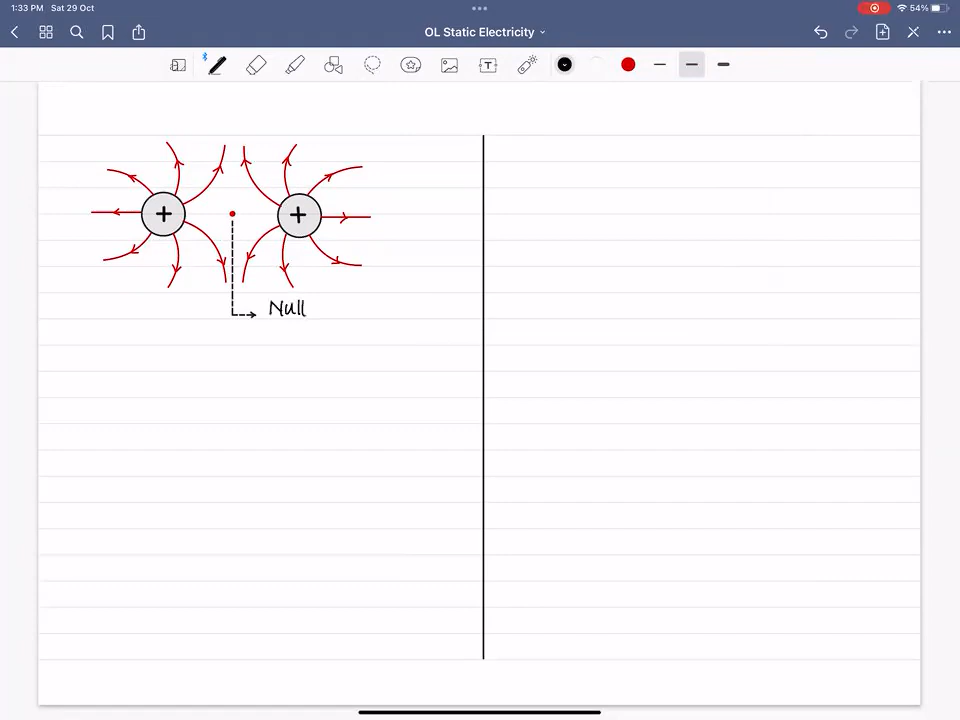 1:33 PM Sat 29 Oct
54%
OL Static Electricity
T
+ +
Null